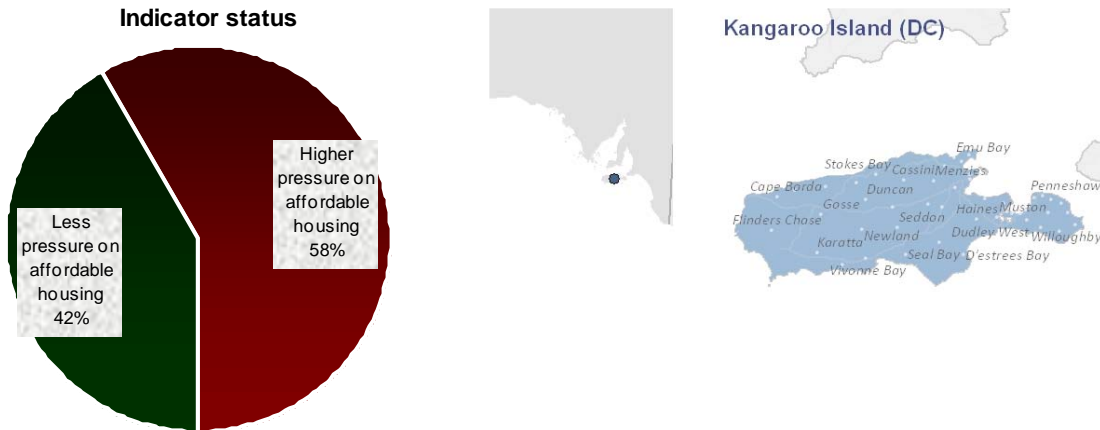 Indicator status
Higher
pressure on
affordable
housing
58%
Less
pressure on
affordable
housing
42%
Kangaroo Island (DC)
Emu Bay
Stokes Bay
Cassini
Menzies
Cape Borda
Duncan
Penneshaw
Gosse
Flinders Chase
Seddon
Haines
Muston
Karatta
Newland
Dudley West
Willoughby
Seal Bay
D'estrees Bay
Vivonne Bay